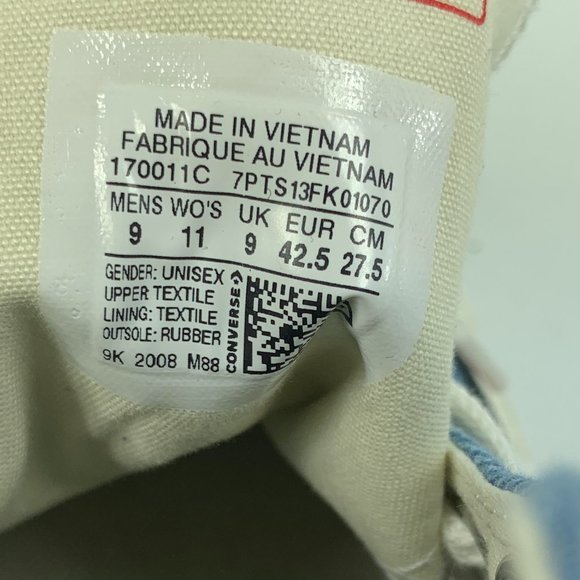 MADE IN VIETNAM
FABRIQUE AU VIETNAM
170011C 7PTS13FK01070
MENS WO'S UK EUR CM
9 11 9 42.5 27.5
GENDER: UNISEX
UPPER TEXTILE
LINING: TEXTILE
OUTSOLE: RUBBER
9K 2008 M88
CONVERSE